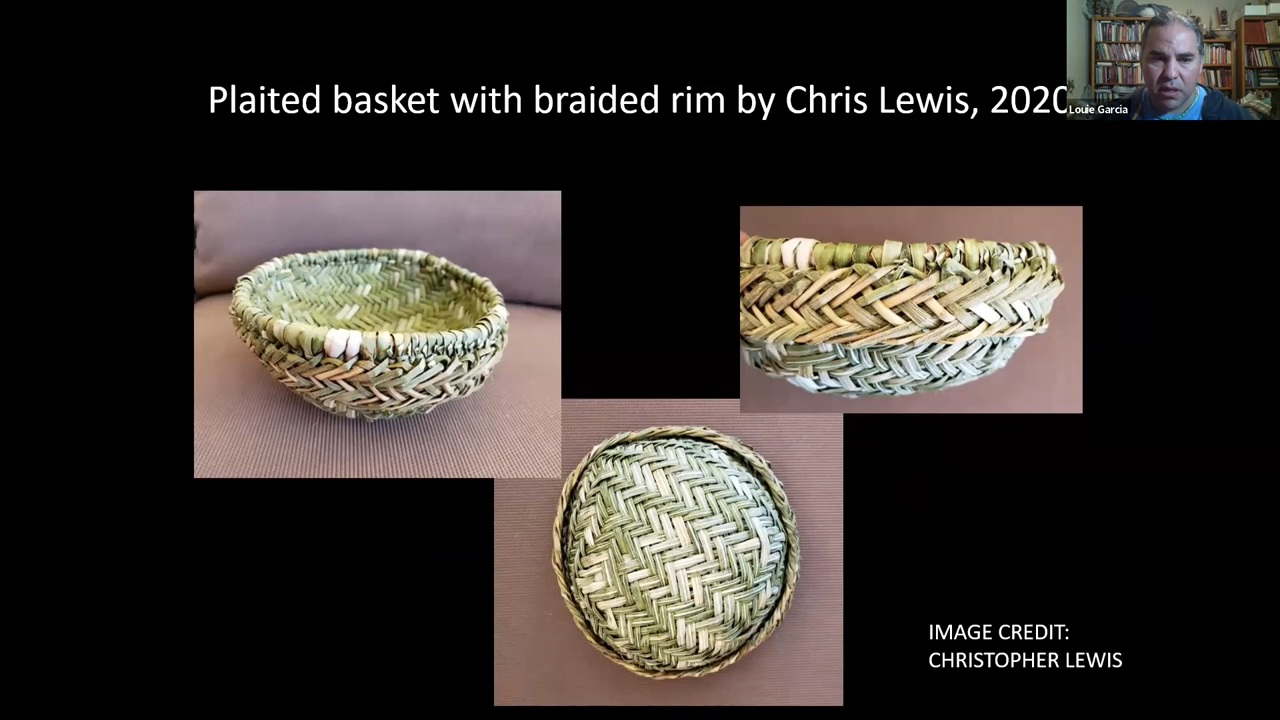 Plaited basket with braided rim by Chris Lewis, 2020
Louie Garcia
IMAGE CREDIT:
CHRISTOPHER LEWIS